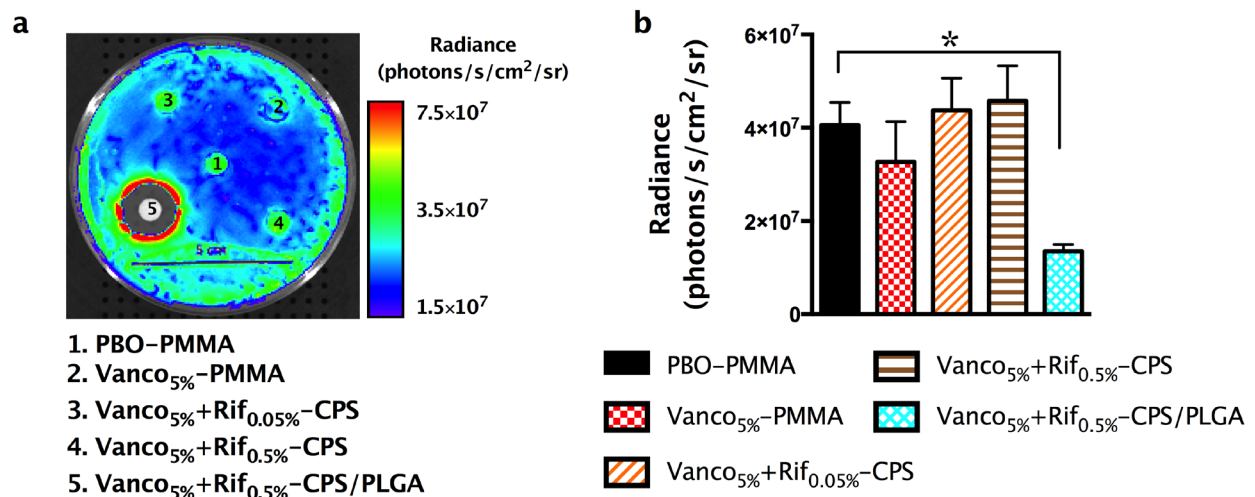 a
Radiance
(photons/s/cm²/sr)
7.5×10⁷
3.5×10⁷
1.5×10⁷
3
2
1
5
4
5 cm
1. PBO–PMMA
2. Vanco₅%–PMMA
3. Vanco₅%+Rif₀.₀₅%–CPS
4. Vanco₅%+Rif₀.₅%–CPS
5. Vanco₅%+Rif₀.₅%–CPS/PLGA
b
Radiance
(photons/s/cm²/sr)
6×10⁷
4×10⁷
2×10⁷
0
*
PBO–PMMA
Vanco₅%–PMMA
Vanco₅%+Rif₀.₀₅%–CPS
Vanco₅%+Rif₀.₅%–CPS
Vanco₅%+Rif₀.₅%–CPS/PLGA